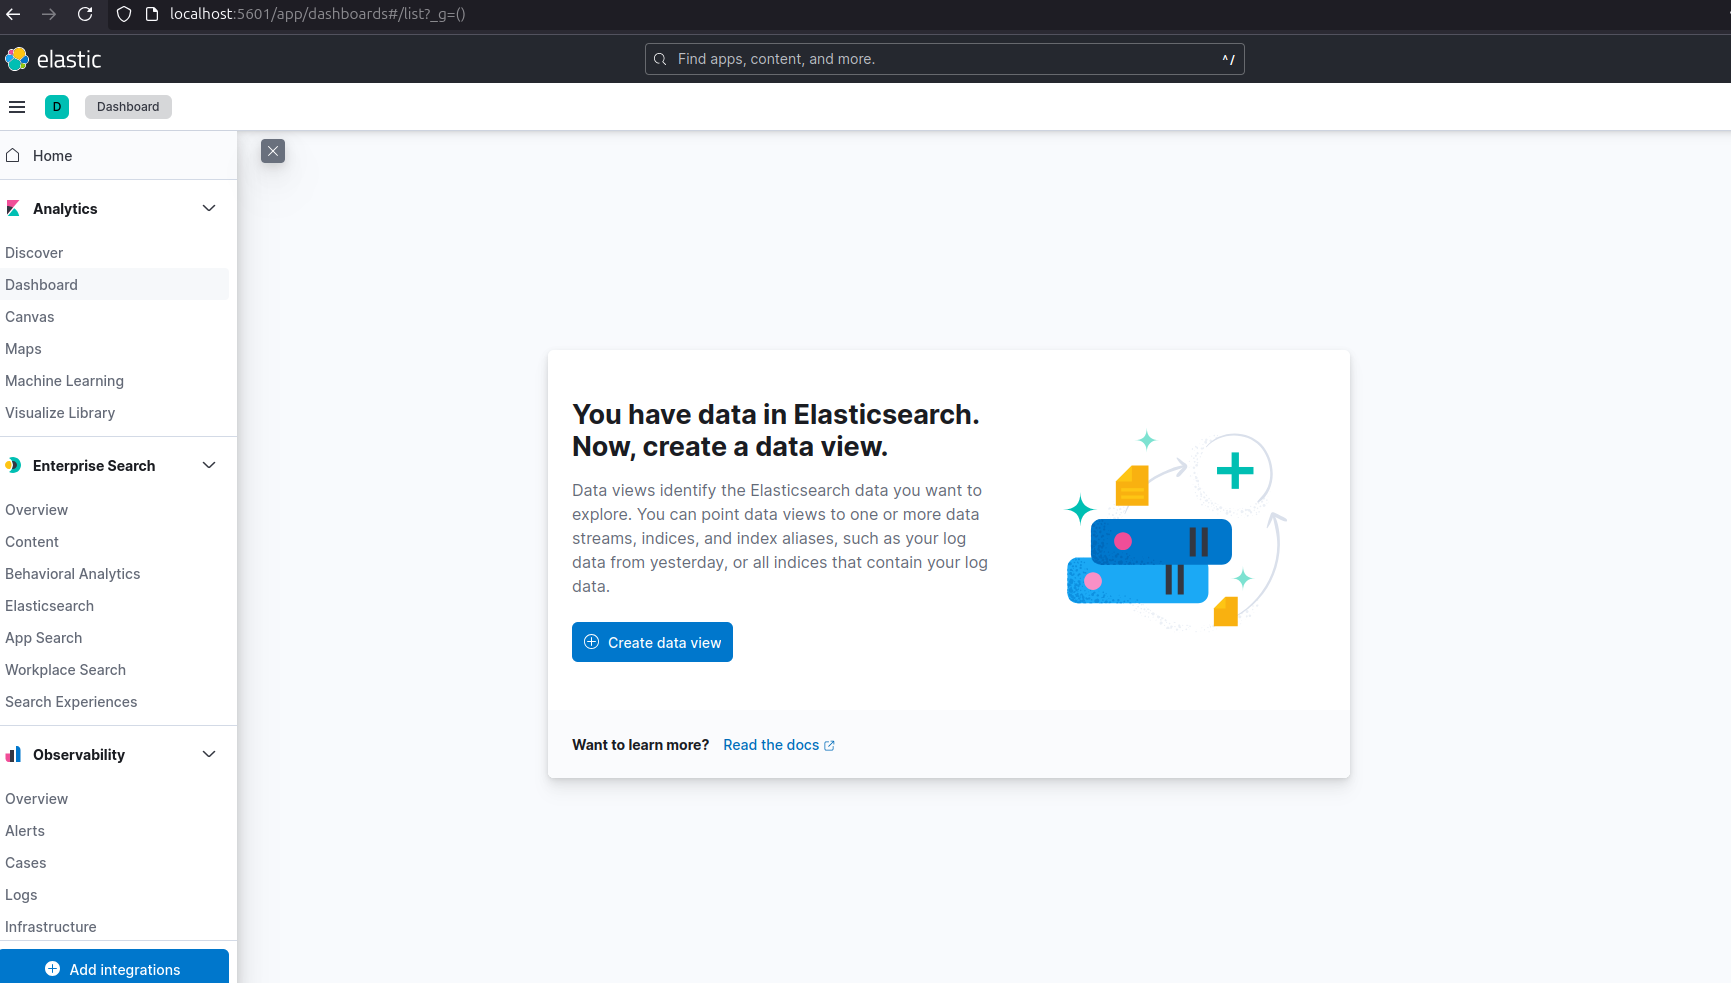 localhost:5601/app/dashboards#/list?_g=()
elastic
Find apps, content, and more.
^/
D
Dashboard
Home
Analytics
Discover
Dashboard
Canvas
Maps
Machine Learning
Visualize Library
Enterprise Search
Overview
Content
Behavioral Analytics
Elasticsearch
App Search
Workplace Search
Search Experiences
Observability
Overview
Alerts
Cases
Logs
Infrastructure
Add integrations
You have data in Elasticsearch.
Now, create a data view.
Data views identify the Elasticsearch data you want to
explore. You can point data views to one or more data
streams, indices, and index aliases, such as your log
data from yesterday, or all indices that contain your log
data.
Create data view
Want to learn more? Read the docs